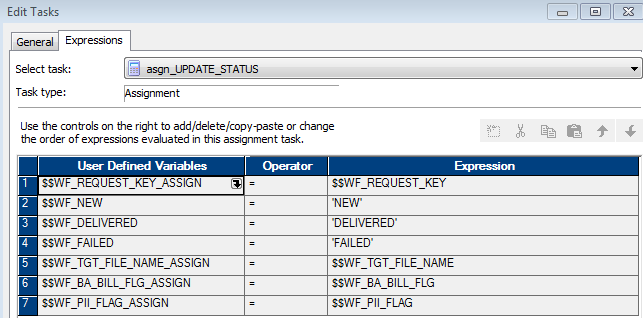 Edit Tasks
General Expressions
Select task: asgn_UPDATE_STATUS
Task type: Assignment
Use the controls on the right to add/delete/copy-paste or change
the order of expressions evaluated in this assignment task.
User Defined Variables Operator Expression
1 $$WF_REQUEST_KEY_ASSIGN = $$WF_REQUEST_KEY
2 $$WF_NEW = 'NEW'
3 $$WF_DELIVERED = 'DELIVERED'
4 $$WF_FAILED = 'FAILED'
5 $$WF_TGT_FILE_NAME_ASSIGN = $$WF_TGT_FILE_NAME
6 $$WF_BA_BILL_FLG_ASSIGN = $$WF_BA_BILL_FLG
7 $$WF_PII_FLAG_ASSIGN = $$WF_PII_FLAG